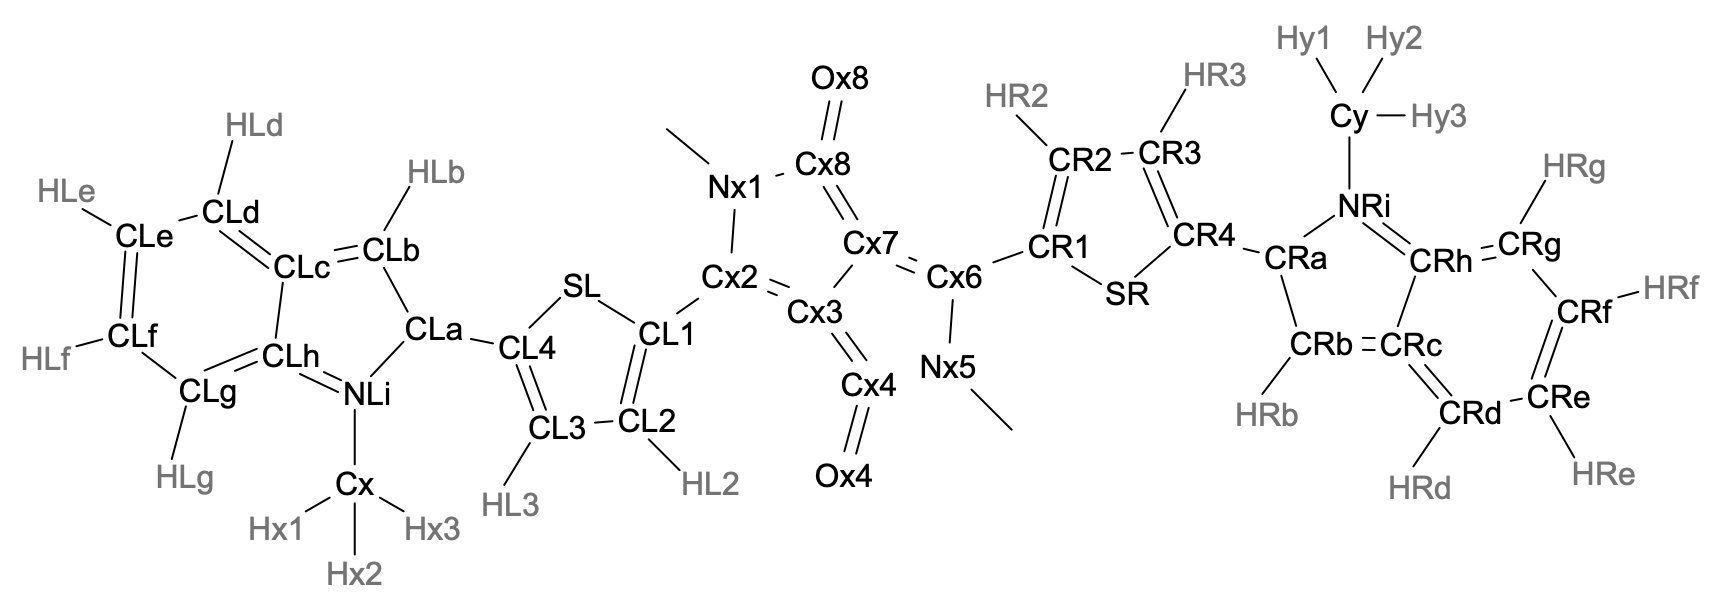 Hy1 Hy2
Ox8 HR3
HR2
Cy Hy3
HLd
Cx8 CR2 CR3
HLb HRg
HLe Nx1
CLd NRi
CLe CLb Cx7 CR1 CR4 CRg
CLc Cx2 Cx6 CRa CRh
SL SR HRf
Cx3 CRf
CLf CLa CL1
HLf CLh CL4 CRb CRc
CLg NLi Cx4 Nx5 CRe
CL3 CL2 HRb CRd
HLg Cx HL3 HL2 Ox4 HRd HRe
Hx1 Hx3
Hx2